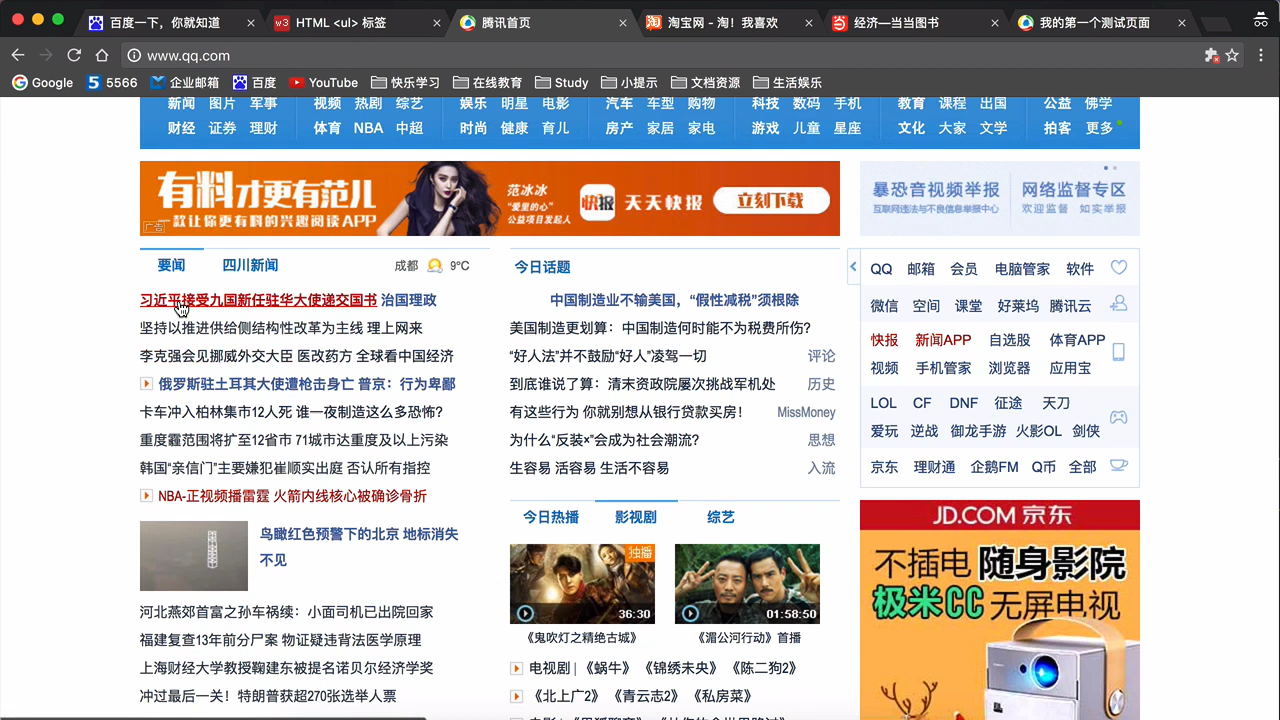 百度一下，你就知道
HTML <ul> 标签
腾讯首页
淘宝网 - 淘！我喜欢
经济—当当图书
我的第一个测试页面
www.qq.com
Google 5566 企业邮箱 百度 YouTube 快乐学习 在线教育 Study 小提示 文档资源 生活娱乐
新闻 图片 军事 视频 热剧 综艺 娱乐 明星 电影 汽车 车型 购物 科技 数码 手机 教育 课程 出国 公益 佛学
财经 证券 理财 体育 NBA 中超 时尚 健康 育儿 房产 家居 家电 游戏 儿童 星座 文化 大家 文学 拍客 更多
有料才更有范儿
一款让你更有料的兴趣阅读APP
广告
范冰冰
“爱里的心”
公益项目发起人
快报 天天快报 立刻下载
暴恐音视频举报 网络监督专区
互联网违法与不良信息举报中心 欢迎监督 如实举报
要闻 四川新闻 成都 9°C
习近平接受九国新任驻华大使递交国书 治国理政
坚持以推进供给侧结构性改革为主线 理上网来
李克强会见挪威外交大臣 医改药方 全球看中国经济
俄罗斯驻土耳其大使遭枪击身亡 普京：行为卑鄙
卡车冲入柏林集市12人死 谁一夜制造这么多恐怖?
重度霾范围将扩至12省市 71城市达重度及以上污染
韩国“亲信门”主要嫌犯崔顺实出庭 否认所有指控
NBA-正视频播雷霆 火箭内线核心被确诊骨折
鸟瞰红色预警下的北京 地标消失
不见
河北燕郊首富之孙车祸续：小面司机已出院回家
福建复查13年前分尸案 物证疑违背法医学原理
上海财经大学教授鞠建东被提名诺贝尔经济学奖
冲过最后一关！特朗普获超270张选举人票
今日话题
中国制造业不输美国，“假性减税”须根除
美国制造更划算：中国制造何时能不为税费所伤?
“好人法”并不鼓励“好人”凌驾一切 评论
到底谁说了算：清末资政院屡次挑战军机处 历史
有这些行为 你就别想从银行贷款买房！ MissMoney
为什么“反装×”会成为社会潮流? 思想
生容易 活容易 生活不容易 入流
今日热播 影视剧 综艺
独播
36:30
01:58:50
《鬼吹灯之精绝古城》
《湄公河行动》首播
电视剧 | 《蜗牛》 《锦绣未央》 《陈二狗2》
《北上广2》 《青云志2》 《私房菜》
QQ 邮箱 会员 电脑管家 软件
微信 空间 课堂 好莱坞 腾讯云
快报 新闻APP 自选股 体育APP
视频 手机管家 浏览器 应用宝
LOL CF DNF 征途 天刀
爱玩 逆战 御龙手游 火影OL 剑侠
京东 理财通 企鹅FM Q币 全部
JD.COM 京东
不插电 随身影院
极米CC 无屏电视